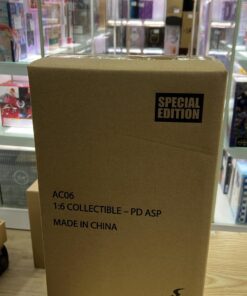 SPECIAL
EDITION
AC06
1:6 COLLECTIBLE – PD ASP
MADE IN CHINA